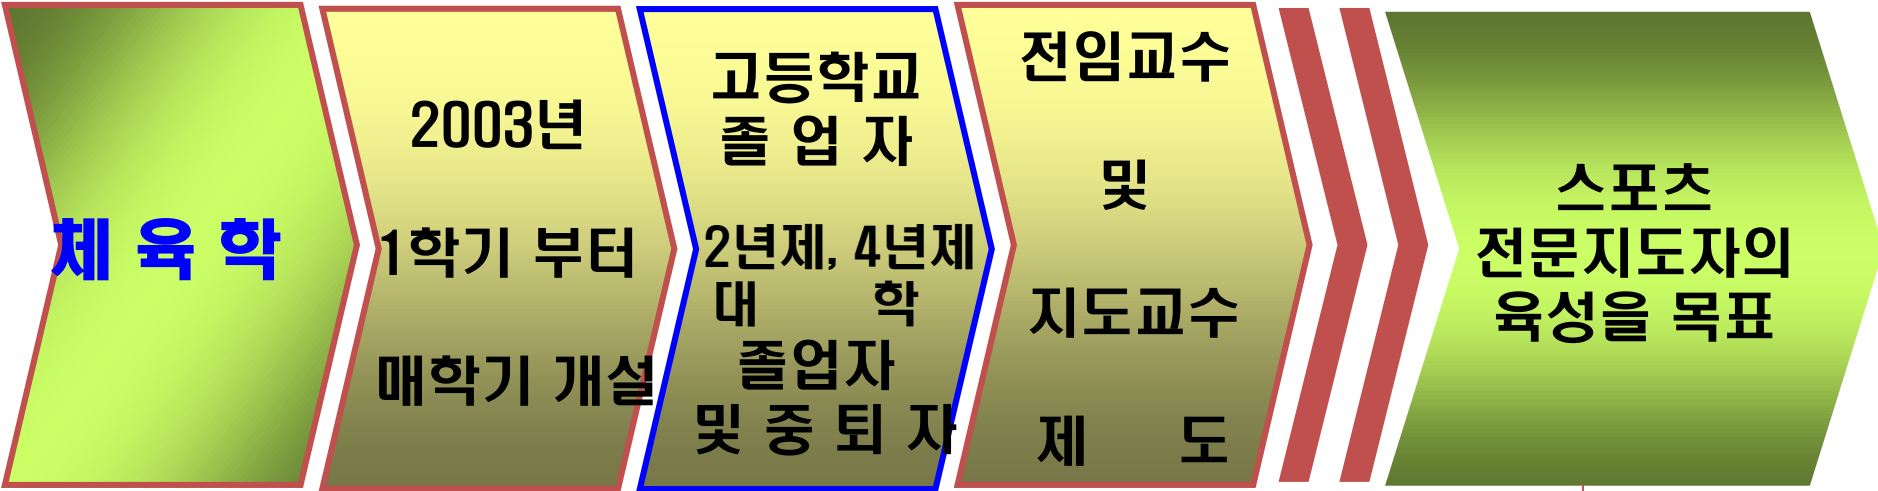 체 육 학
2003년
1학기 부터
매학기 개설
고등학교
졸 업 자
2년제, 4년제
대 학
졸업자
및 중 퇴 자
전임교수
및
지도교수
제 도
스포츠
전문지도자의
육성을 목표